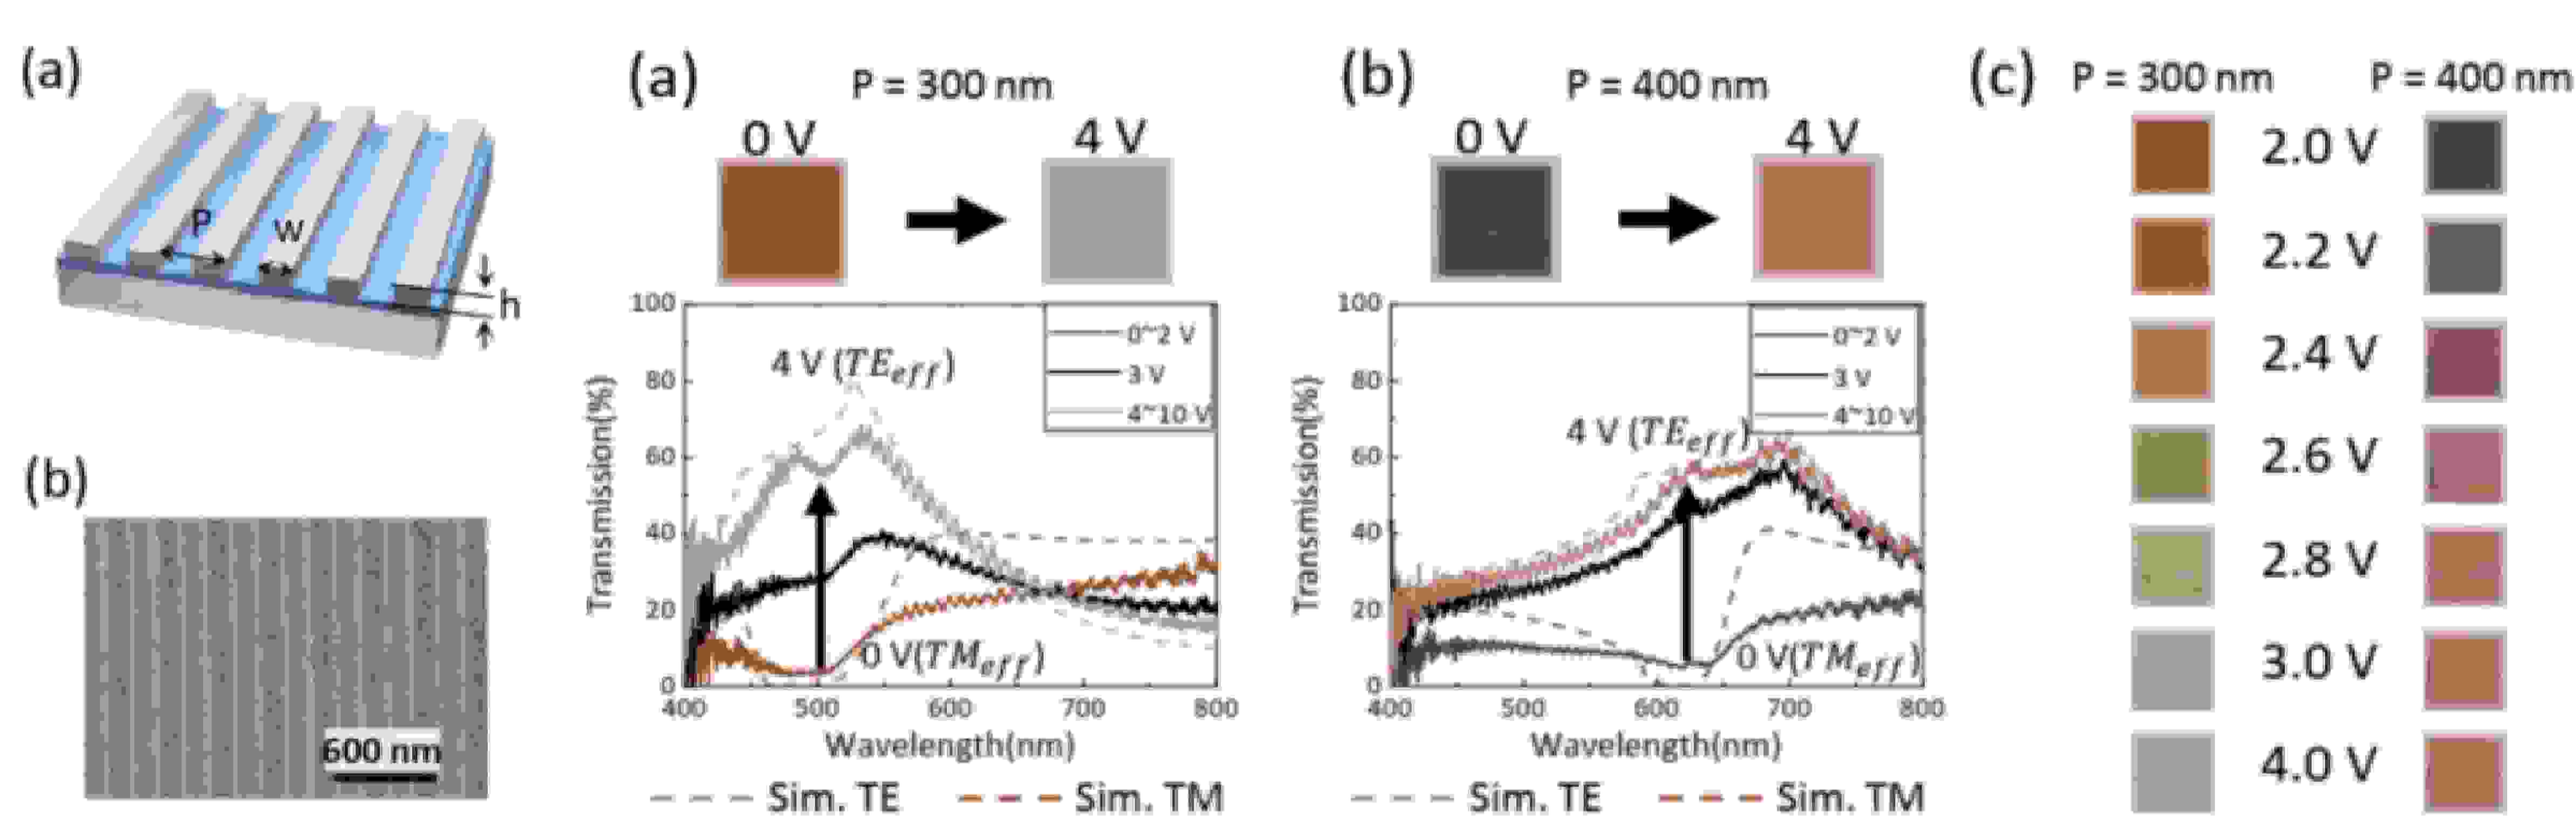 (a)
P
w
h
(b)
600 nm
(a)
P = 300 nm
0 V
4 V
100
80
60
40
20
0
Transmission(%)
0~2 V
3 V
4~10 V
4 V (TEeff)
0 V(TMeff)
400 500 600 700 800
Wavelength(nm)
Sim. TE
Sim. TM
(b)
P = 400 nm
0 V
4 V
100
80
60
40
20
0
Transmission(%)
0~2 V
3 V
4~10 V
4 V (TEeff)
0 V(TMeff)
400 500 600 700 800
Wavelength(nm)
Sim. TE
Sim. TM
(c)
P = 300 nm P = 400 nm
2.0 V
2.2 V
2.4 V
2.6 V
2.8 V
3.0 V
4.0 V